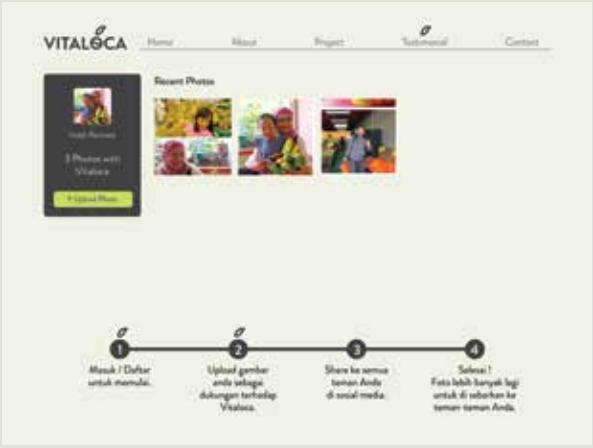 VITALOCA
Home About Project Testimonial Contact
Recent Photos
3 Photos with
Vitaloca
+ Upload Photo
1 2 3 4
Masuk / Daftar
untuk memulai.
Upload gambar
anda sebagai
dukungan terhadap
Vitaloca.
Share ke semua
teman Anda
di sosial media.
Selesai !
Foto lebih banyak lagi
untuk di sebarkan ke
teman-teman Anda.